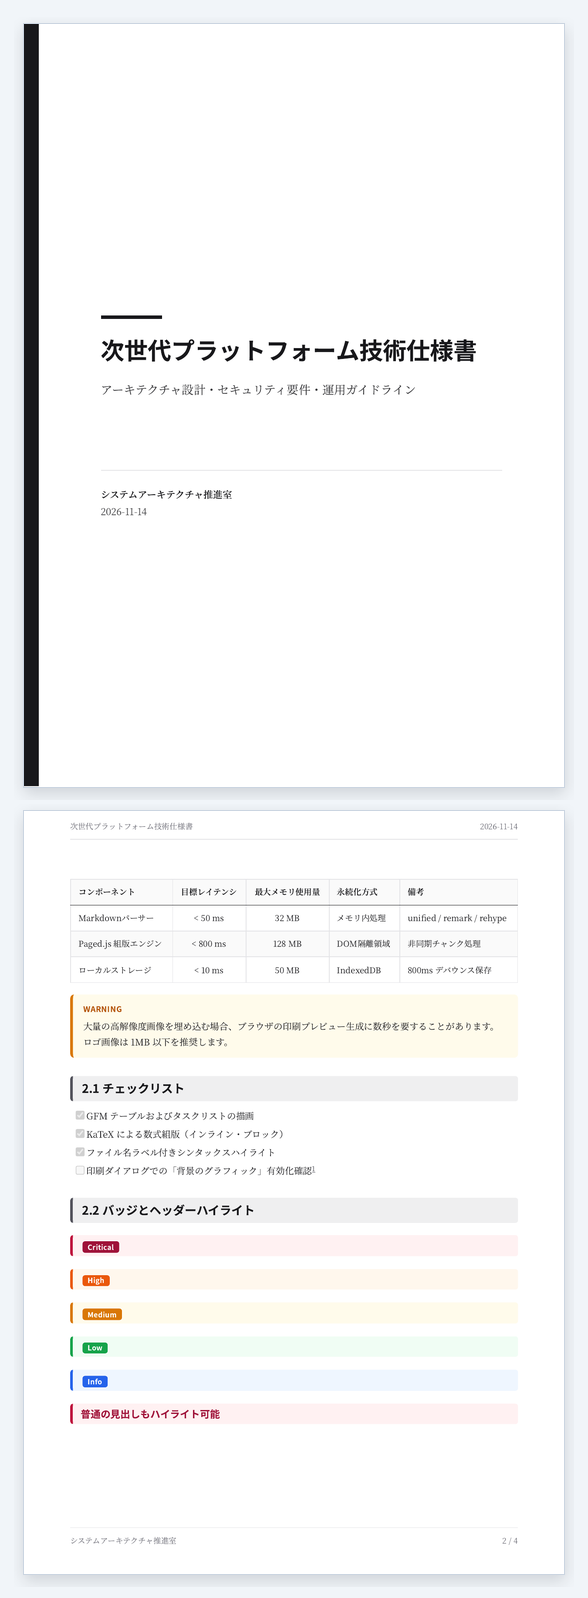 次世代プラットフォーム技術仕様書
アーキテクチャ設計・セキュリティ要件・運用ガイドライン
システムアーキテクチャ推進室
2026-11-14
次世代プラットフォーム技術仕様書 2026-11-14
コンポーネント 目標レイテンシ 最大メモリ使用量 永続化方式 備考
Markdownパーサー < 50 ms 32 MB メモリ内処理 unified / remark / rehype
Paged.js 組版エンジン < 800 ms 128 MB DOM隔離領域 非同期チャンク処理
ローカルストレージ < 10 ms 50 MB IndexedDB 800ms デバウンス保存
WARNING
大量の高解像度画像を埋め込む場合、ブラウザの印刷プレビュー生成に数秒を要することがあります。
ロゴ画像は 1MB 以下を推奨します。
2.1 チェックリスト
GFM テーブルおよびタスクリストの描画
KaTeX による数式組版（インライン・ブロック）
ファイル名ラベル付きシンタックスハイライト
印刷ダイアログでの「背景のグラフィック」有効化確認1
2.2 バッジとヘッダーハイライト
Critical
High
Medium
Low
Info
普通の見出しもハイライト可能
システムアーキテクチャ推進室 2 / 4